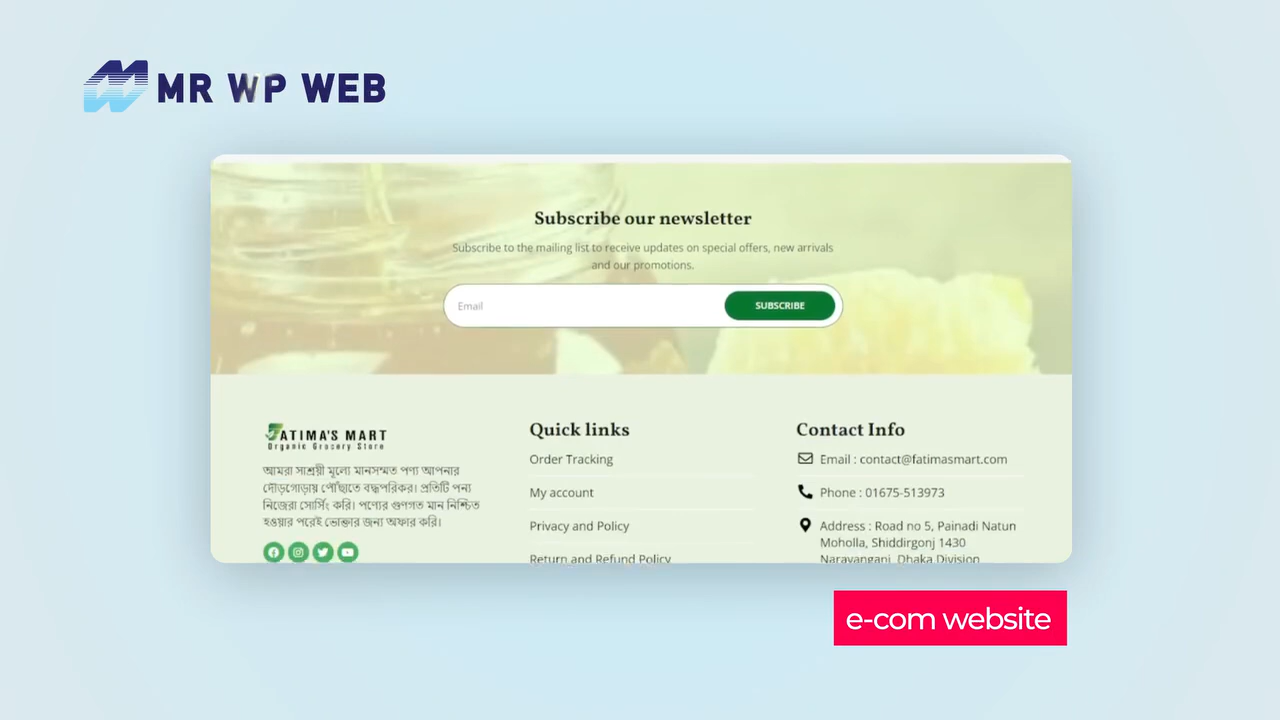 MR WP WEB
Subscribe our newsletter
Subscribe to the mailing list to receive updates on special offers, new arrivals
and our promotions.
Email
SUBSCRIBE
FATIMA'S MART
Organic Grocery Store
আমরা সাশ্রয়ী মূল্যে মানসম্মত পণ্য আপনার
দৌড়গোড়ায় পৌঁছাতে বদ্ধপরিকর। প্রতিটি পন্য
নিজেরা সোর্সিং করি। পণ্যের গুণগত মান নিশ্চিত
হওয়ার পরেই ভোক্তার জন্য অফার করি।
Quick links
Order Tracking
My account
Privacy and Policy
Return and Refund Policy
Contact Info
Email : contact@fatimasmart.com
Phone : 01675-513973
Address : Road no 5, Painadi Natun
Moholla, Shiddirgonj 1430
Narayanganj, Dhaka Division
e-com website